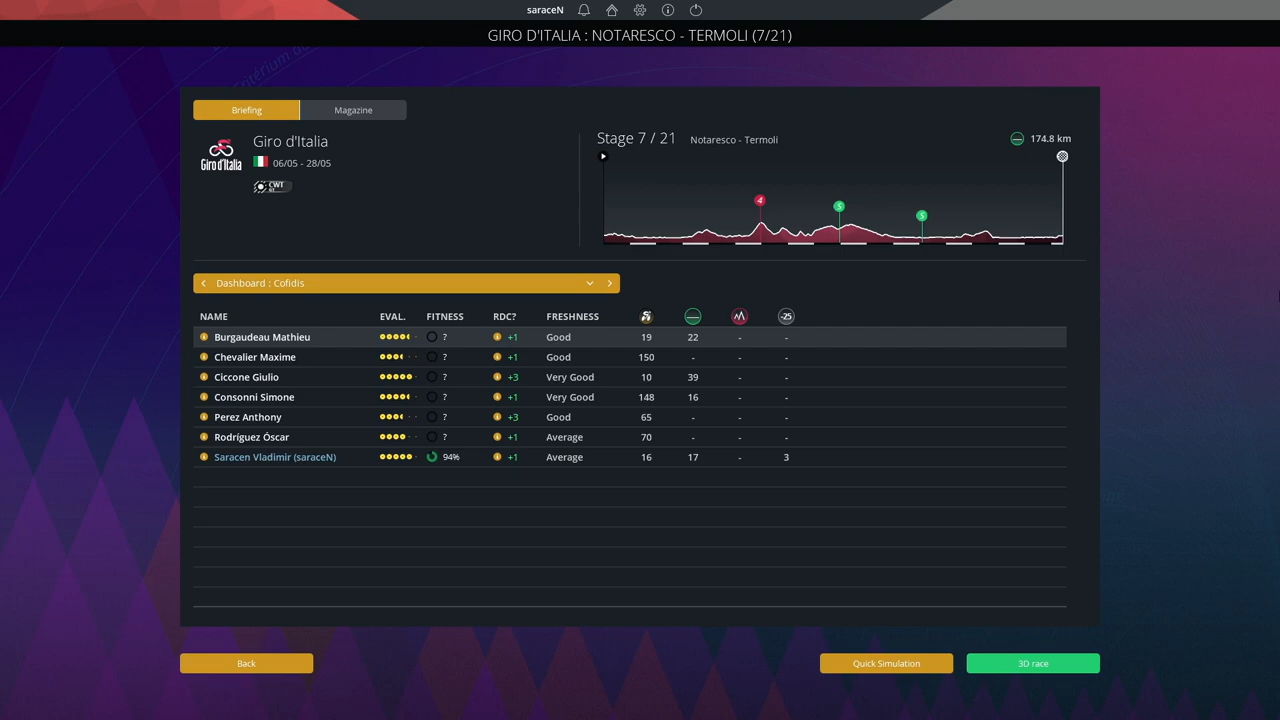 saraceN
GIRO D'ITALIA : NOTARESCO - TERMOLI (7/21)
Briefing Magazine
Giro d'Italia
Giro d'Italia
06/05 - 28/05
CWT
Stage 7 / 21 Notaresco - Termoli 174.8 km
4
S
S
Dashboard : Cofidis
NAME EVAL. FITNESS RDC? FRESHNESS -25
Burgaudeau Mathieu ? +1 Good 19 22 - -
Chevalier Maxime ? +1 Good 150 - - -
Ciccone Giulio ? +3 Very Good 10 39 - -
Consonni Simone ? +1 Very Good 148 16 - -
Perez Anthony ? +3 Good 65 - - -
Rodríguez Óscar ? +1 Average 70 - - -
Saracen Vladimir (saraceN) 94% +1 Average 16 17 - 3
Back Quick Simulation 3D race